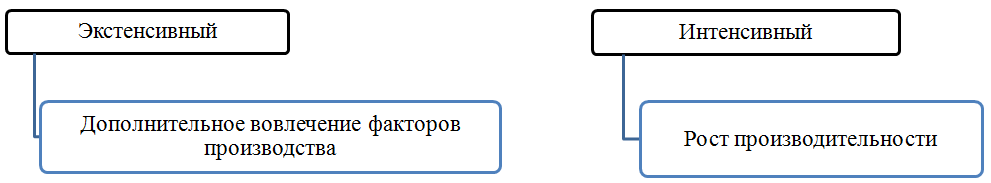 Экстенсивный
Дополнительное вовлечение факторов
производства
Интенсивный
Рост производительности